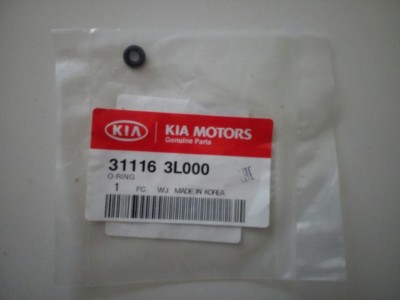 KIA KIA MOTORS
Genuine Parts
31116 3L000
O-RING
1 PC WJ MADE IN KOREA